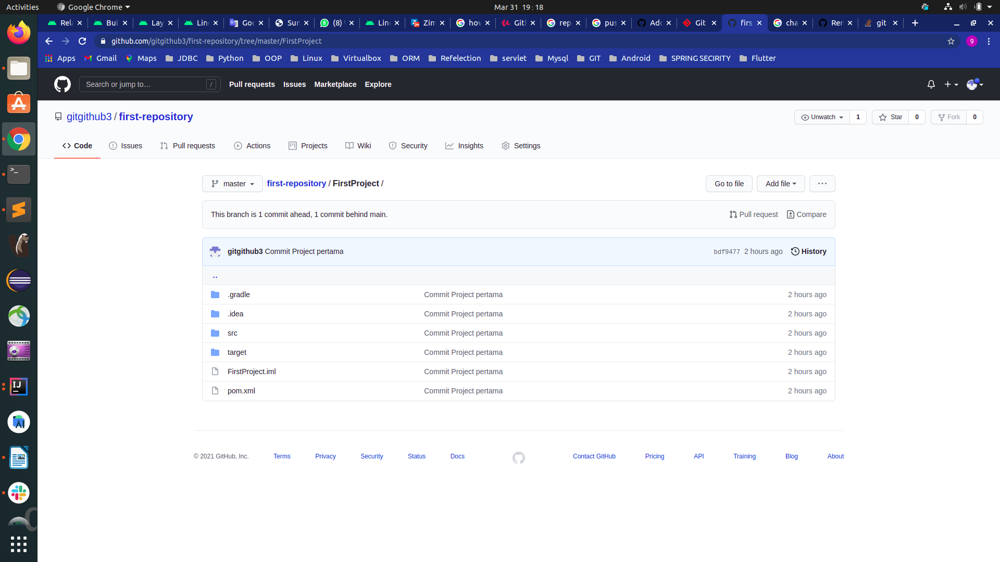 Activities Google Chrome Mar 31 19:18
Rela Bui Lay Line Goo Sun (8) W Line Zim how Gith rep pus Add Git firs cha Ren git
github.com/gitgithub3/first-repository/tree/master/FirstProject g
Apps Gmail Maps JDBC Python OOP Linux Virtualbox ORM Refelection servlet Mysql GIT Android SPRING SECIRITY Flutter
Search or jump to… / Pull requests Issues Marketplace Explore
gitgithub3 / first-repository Unwatch 1 Star 0 Fork 0
Code Issues Pull requests Actions Projects Wiki Security Insights Settings
master first-repository / FirstProject / Go to file Add file ...
This branch is 1 commit ahead, 1 commit behind main. Pull request Compare
gitgithub3 Commit Project pertama bdf9477 2 hours ago History
..
.gradle Commit Project pertama 2 hours ago
.idea Commit Project pertama 2 hours ago
src Commit Project pertama 2 hours ago
target Commit Project pertama 2 hours ago
FirstProject.iml Commit Project pertama 2 hours ago
pom.xml Commit Project pertama 2 hours ago
© 2021 GitHub, Inc. Terms Privacy Security Status Docs Contact GitHub Pricing API Training Blog About